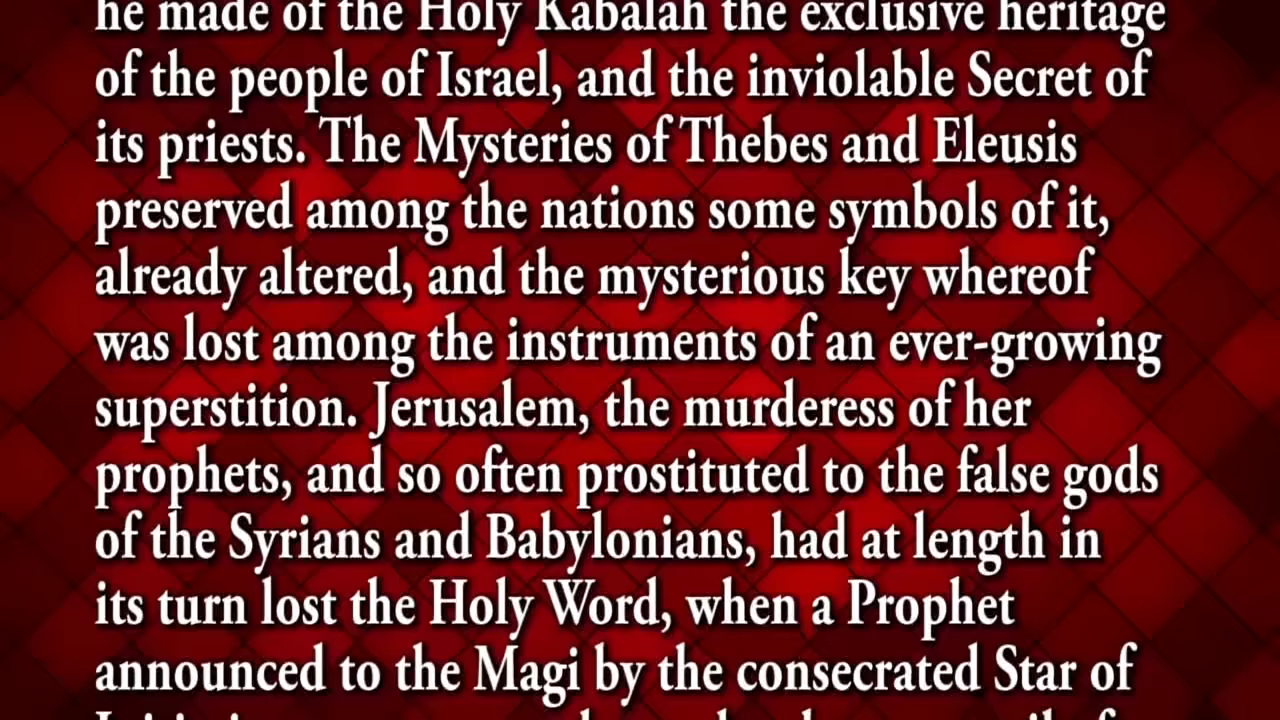 he made of the Holy Kabalah the exclusive heritage
of the people of Israel, and the inviolable Secret of
its priests. The Mysteries of Thebes and Eleusis
preserved among the nations some symbols of it,
already altered, and the mysterious key whereof
was lost among the instruments of an ever-growing
superstition. Jerusalem, the murderess of her
prophets, and so often prostituted to the false gods
of the Syrians and Babylonians, had at length in
its turn lost the Holy Word, when a Prophet
announced to the Magi by the consecrated Star of